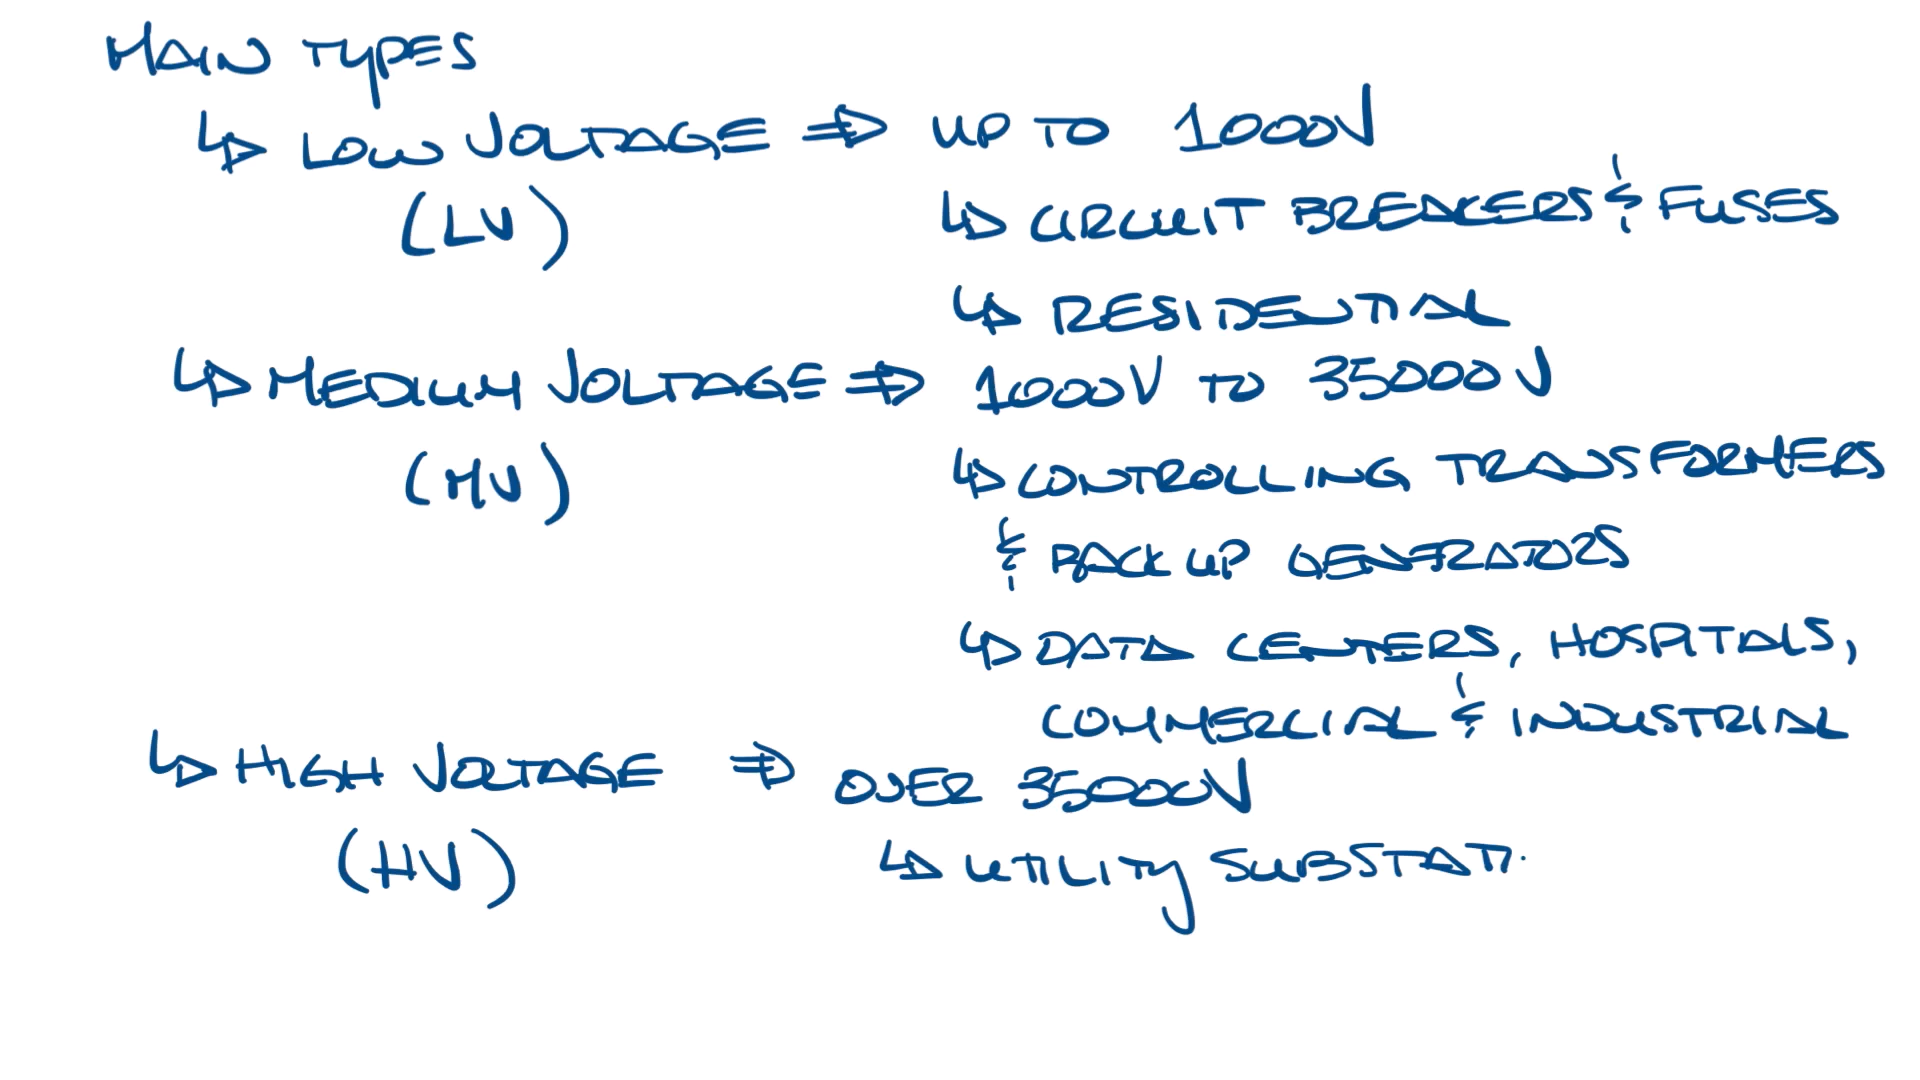 MAIN TYPES
↳ LOW VOLTAGE ⇒ UP TO 1000V
(LV)
↳ CIRCUIT BREAKERS & FUSES
↳ RESIDENTIAL
↳ MEDIUM VOLTAGE ⇒ 1000V TO 35000V
(MV)
↳ CONTROLLING TRANSFORMERS
& BACK UP GENERATORS
↳ DATA CENTERS, HOSPITALS,
COMMERCIAL & INDUSTRIAL
↳ HIGH VOLTAGE ⇒ OVER 35000V
(HV)
↳ UTILITY SUBSTATI